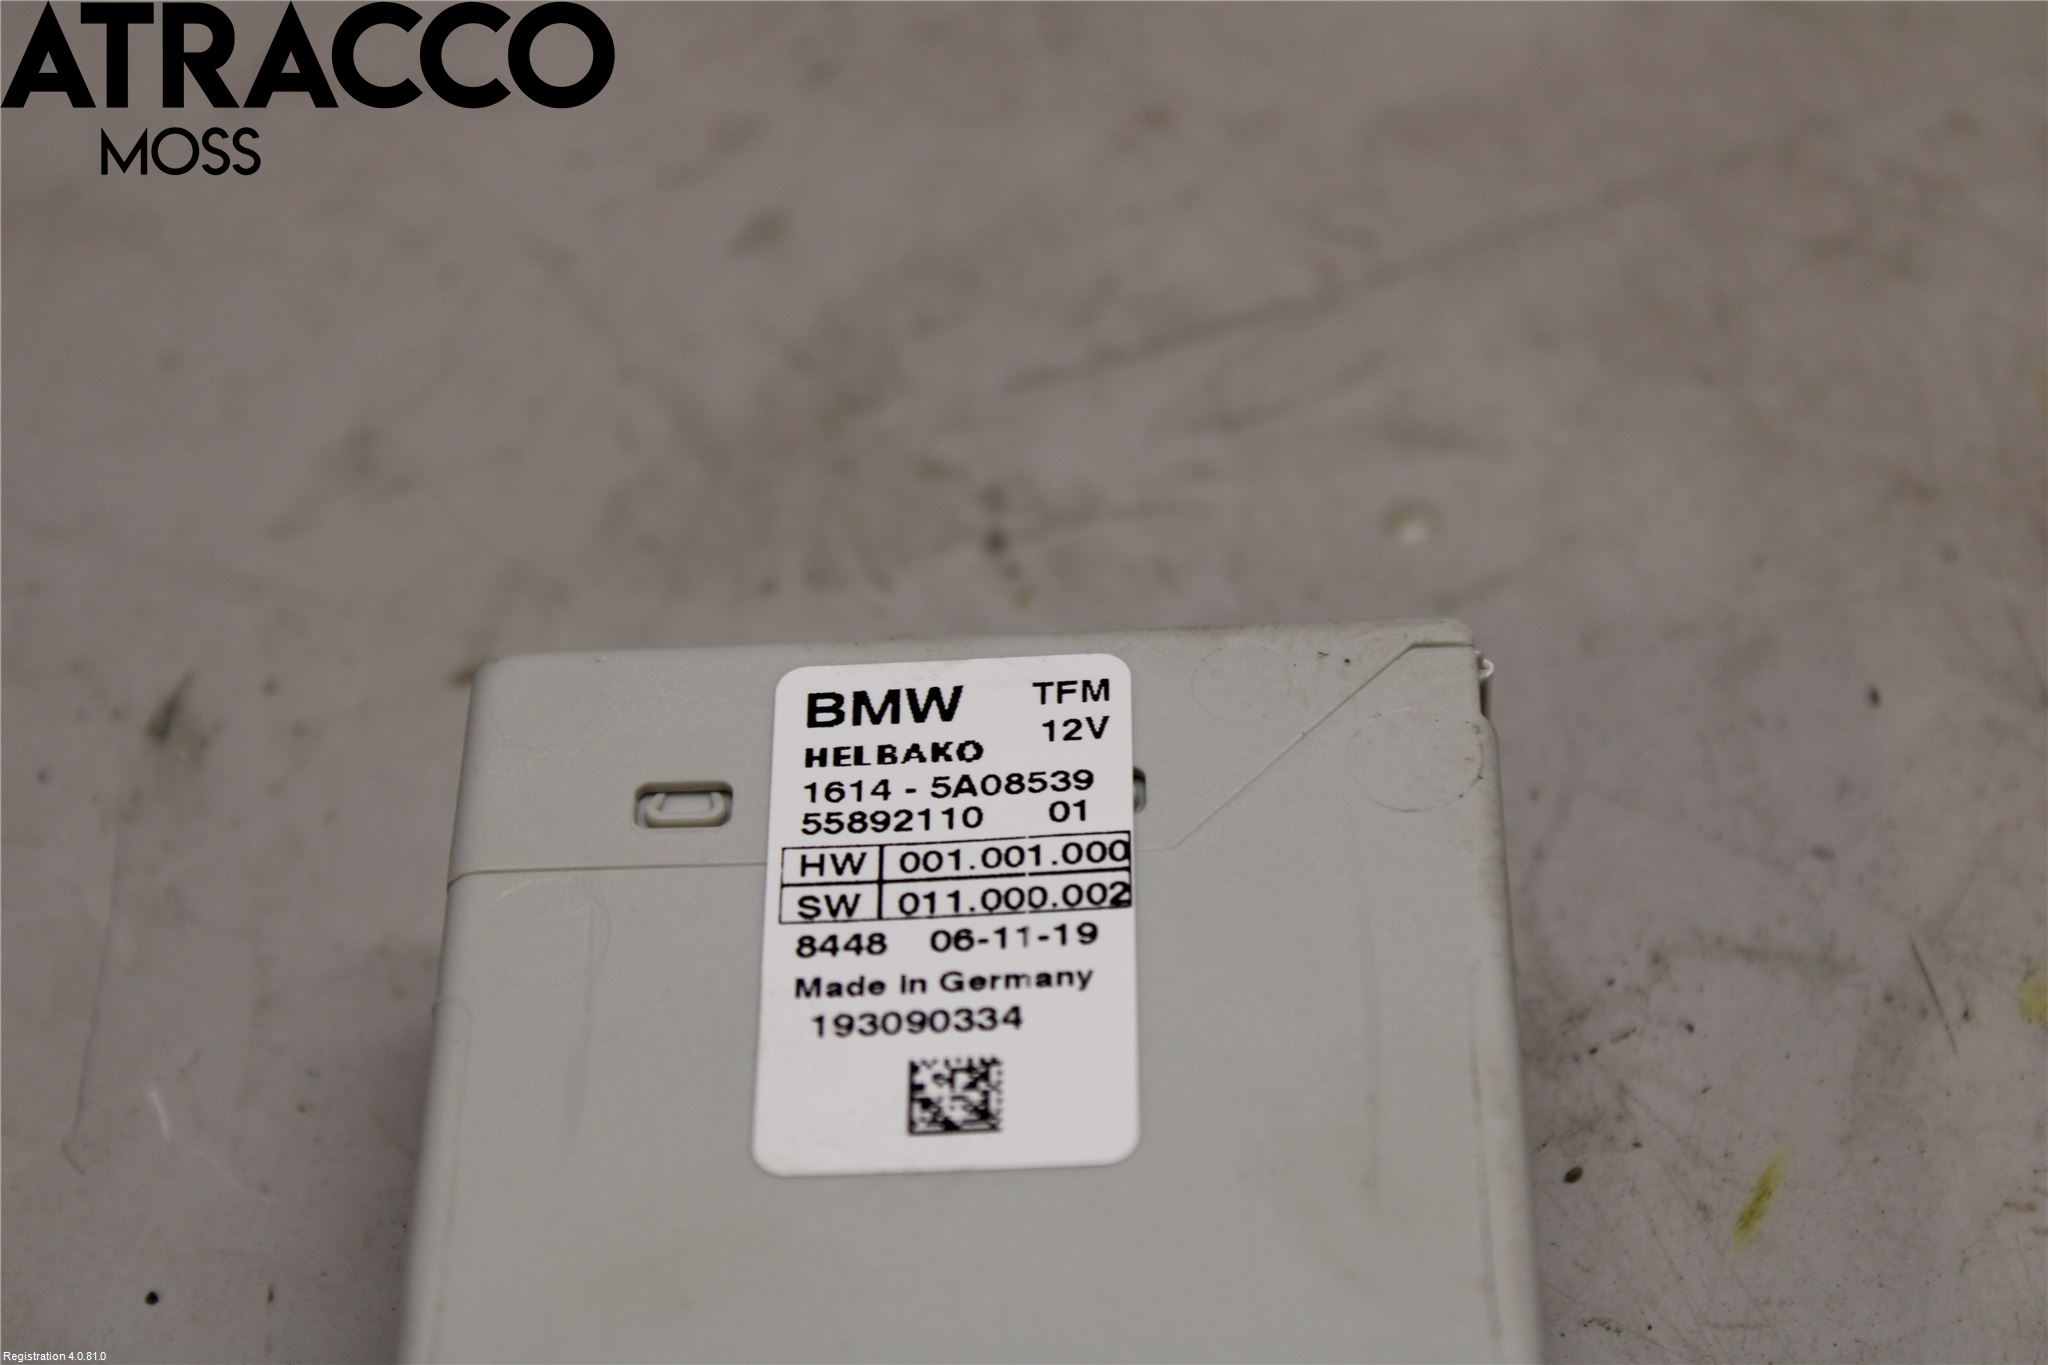 ATRACCO
MOSS
BMW TFM
12V
HELBAKO
1614 - 5A08539
55892110 01
HW 001.001.000
SW 011.000.002
8448 06-11-19
Made In Germany
193090334
Registration 4.0.81.0